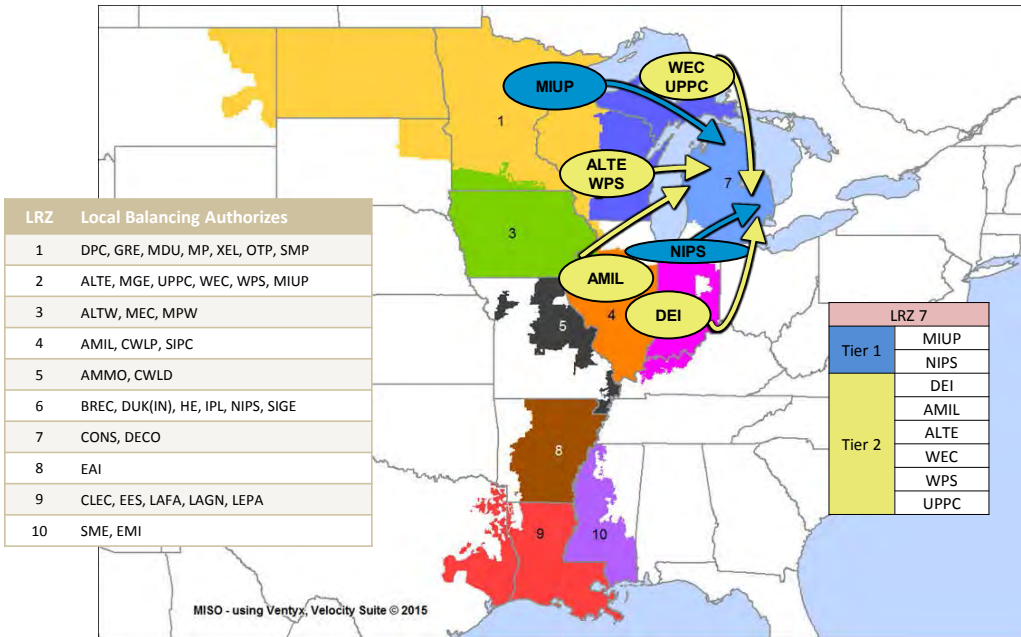 WEC
UPPC
MIUP
1
ALTE
WPS
7
3
NIPS
AMIL
DEI
4
5
8
9
10
LRZ Local Balancing Authorizes
1 DPC, GRE, MDU, MP, XEL, OTP, SMP
2 ALTE, MGE, UPPC, WEC, WPS, MIUP
3 ALTW, MEC, MPW
4 AMIL, CWLP, SIPC
5 AMMO, CWLD
6 BREC, DUK(IN), HE, IPL, NIPS, SIGE
7 CONS, DECO
8 EAI
9 CLEC, EES, LAFA, LAGN, LEPA
10 SME, EMI
LRZ 7
Tier 1
MIUP
NIPS
Tier 2
DEI
AMIL
ALTE
WEC
WPS
UPPC
MISO - using Ventyx, Velocity Suite © 2015